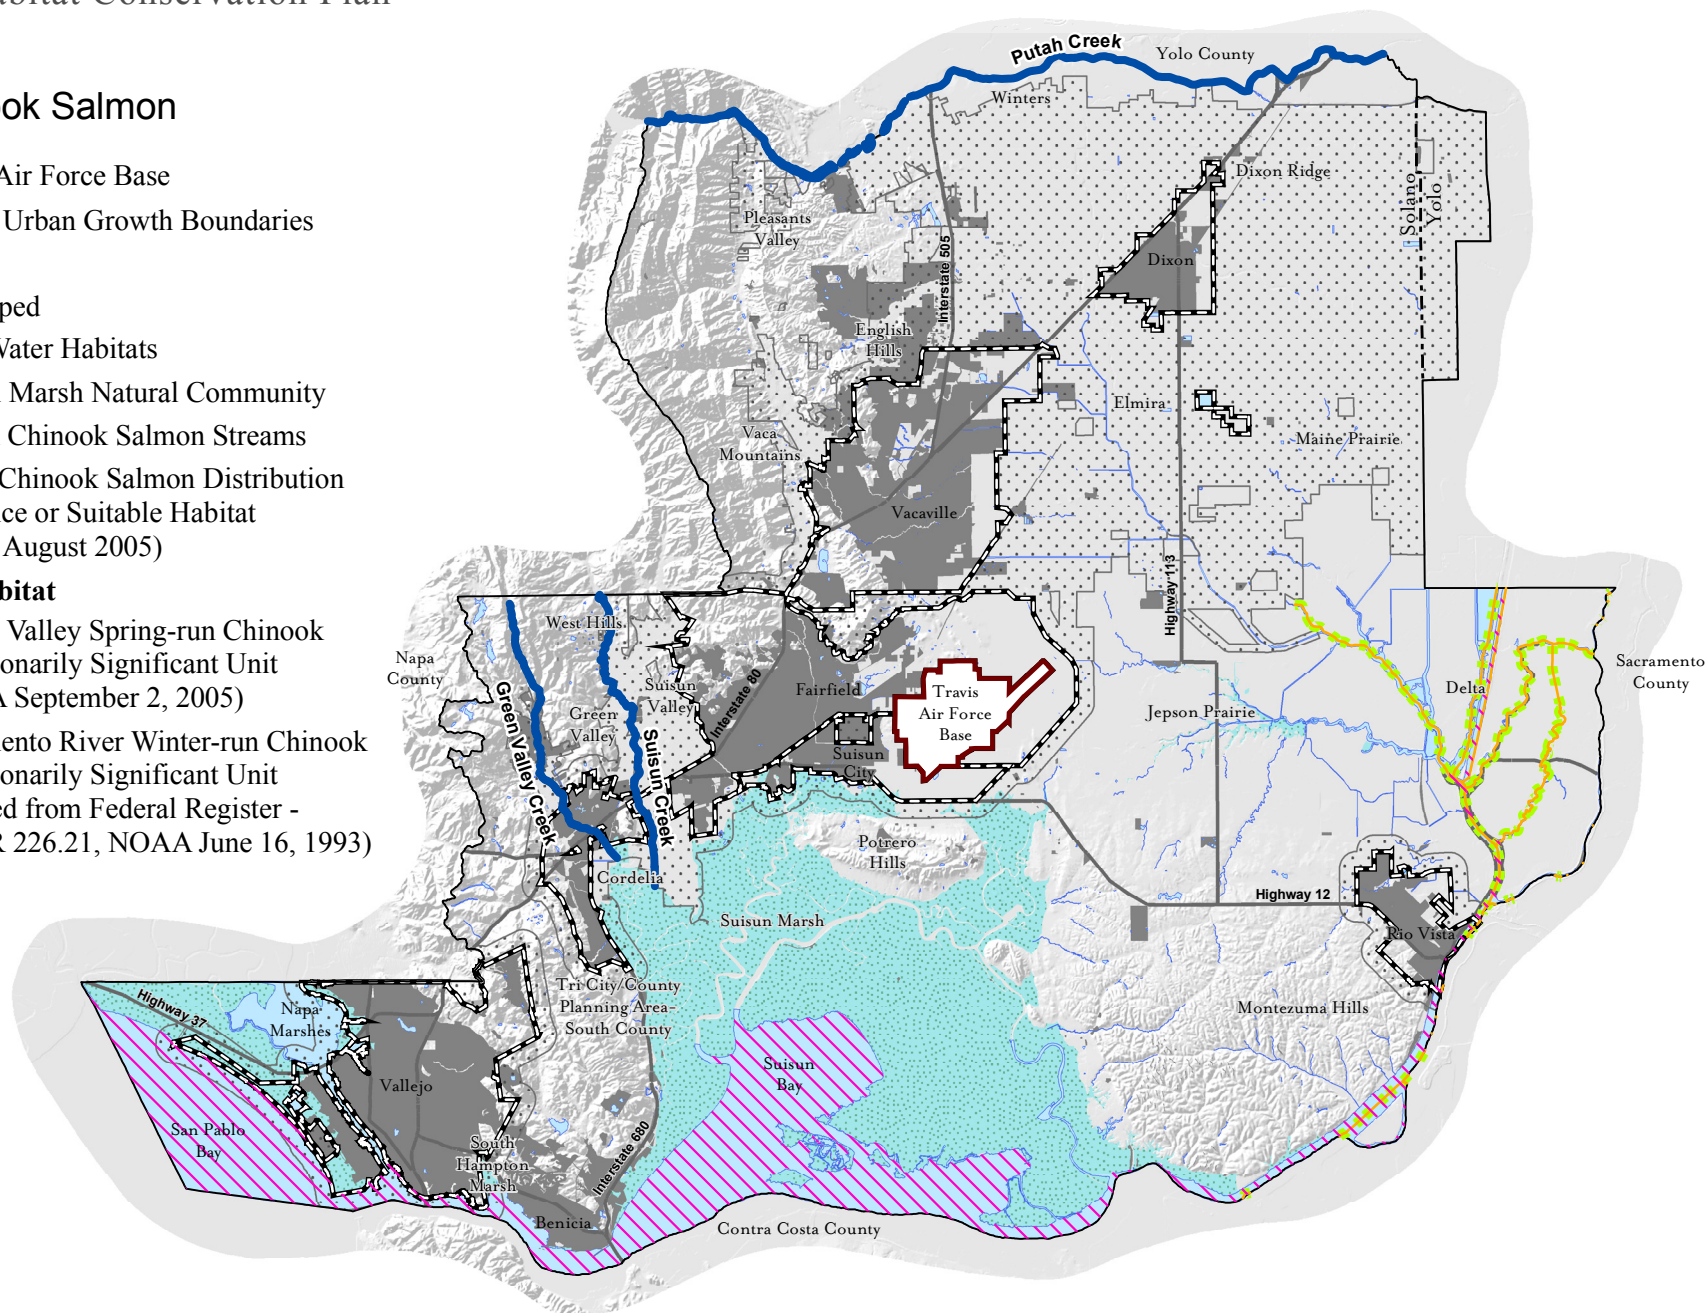 Habitat Conservation Plan
ook Salmon
Air Force Base
Urban Growth Boundaries
ped
Water Habitats
Marsh Natural Community
Chinook Salmon Streams
Chinook Salmon Distribution
ce or Suitable Habitat
August 2005)
bitat
Valley Spring-run Chinook
onarily Significant Unit
A September 2, 2005)
ento River Winter-run Chinook
onarily Significant Unit
ed from Federal Register -
R 226.21, NOAA June 16, 1993)
Putah Creek
Yolo County
Winters
Dixon Ridge
Solano
Yolo
Pleasants
Valley
Dixon
Interstate 505
English
Hills
Elmira
Maine Prairie
Vaca
Mountains
Vacaville
Highway 113
West Hills
Napa
County
Green Valley Creek
Green
Valley
Suisun
Valley
Suisun Creek
Interstate 80
Fairfield
Travis
Air Force
Base
Suisun
City
Jepson Prairie
Delta
Sacramento
County
Potrero
Hills
Cordelia
Suisun Marsh
Highway 12
Rio Vista
Tri City/County
Planning Area-
South County
Montezuma Hills
Highway 37
Napa
Marshes
Vallejo
Suisun
Bay
San Pablo
Bay
South
Hampton
Marsh
Interstate 680
Benicia
Contra Costa County